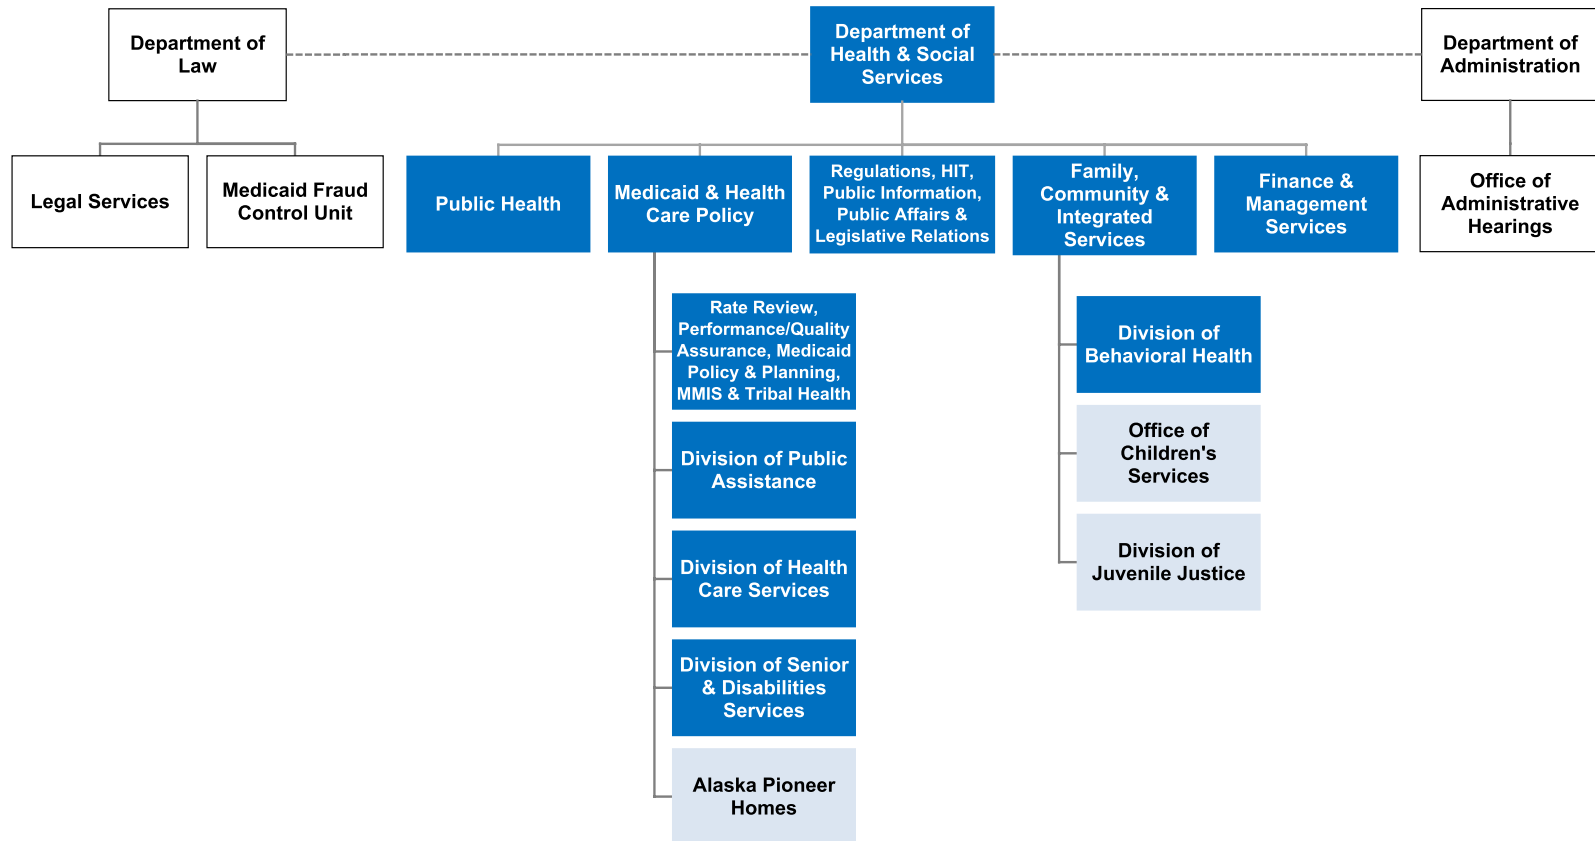 Department of
Law
Department of
Health & Social
Services
Department of
Administration
Legal Services
Medicaid Fraud
Control Unit
Public Health
Medicaid & Health
Care Policy
Regulations, HIT,
Public Information,
Public Affairs &
Legislative Relations
Family,
Community &
Integrated
Services
Finance &
Management
Services
Office of
Administrative
Hearings
Rate Review,
Performance/Quality
Assurance, Medicaid
Policy & Planning,
MMIS & Tribal Health
Division of Public
Assistance
Division of Health
Care Services
Division of Senior
& Disabilities
Services
Alaska Pioneer
Homes
Division of
Behavioral Health
Office of
Children's
Services
Division of
Juvenile Justice